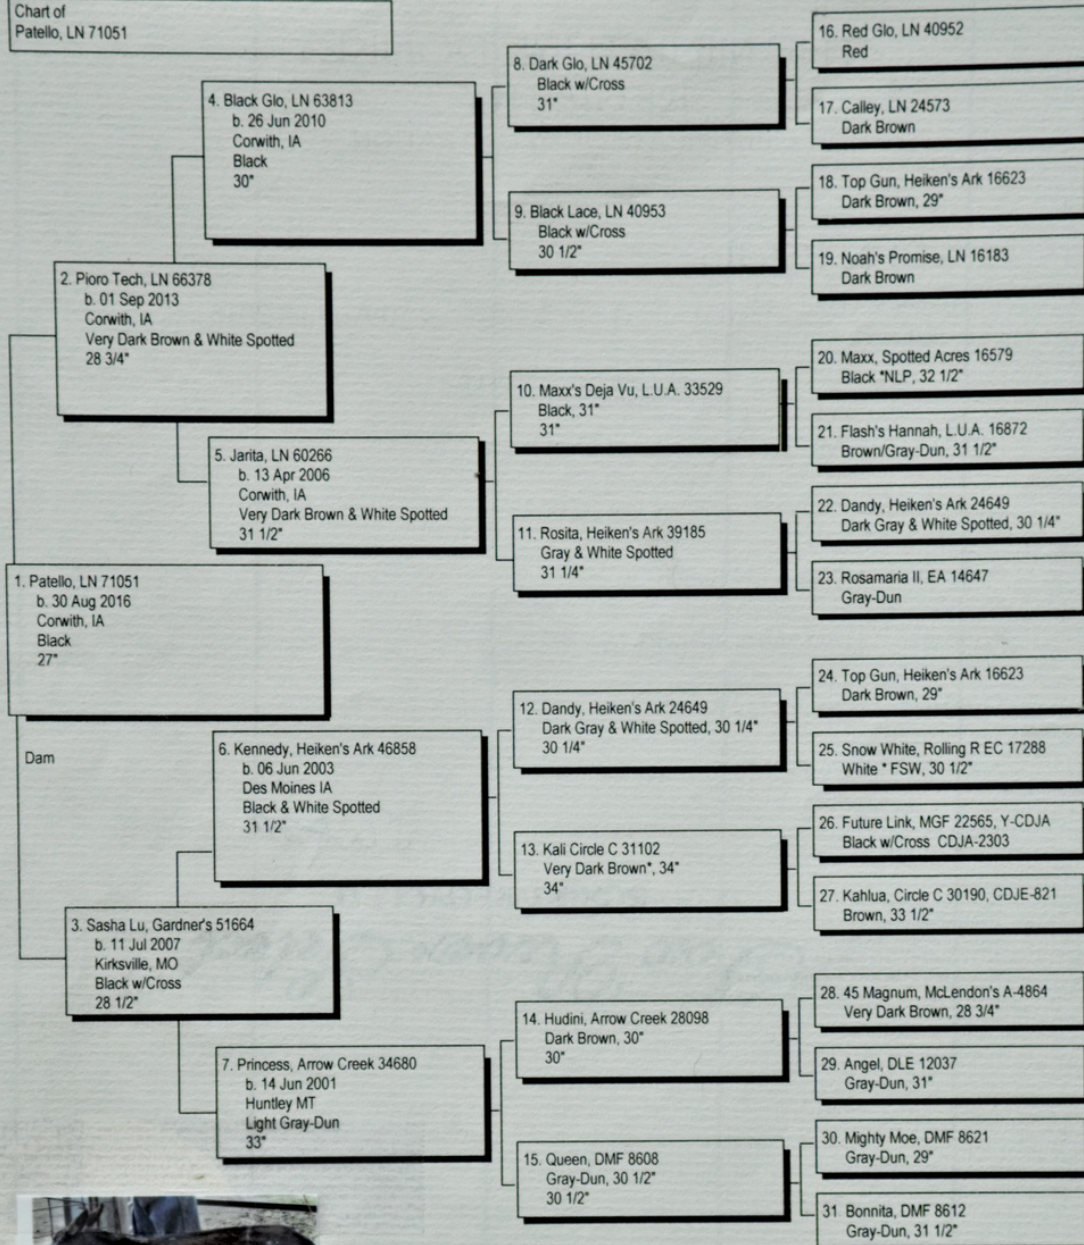 Chart of
Patello, LN 71051
16. Red Glo, LN 40952
Red
8. Dark Glo, LN 45702
Black w/Cross
31"
17. Calley, LN 24573
Dark Brown
4. Black Glo, LN 63813
b. 26 Jun 2010
Corwith, IA
Black
30"
18. Top Gun, Heiken's Ark 16623
Dark Brown, 29"
9. Black Lace, LN 40953
Black w/Cross
30 1/2"
19. Noah's Promise, LN 16183
Dark Brown
2. Pioro Tech, LN 66378
b. 01 Sep 2013
Corwith, IA
Very Dark Brown & White Spotted
28 3/4"
20. Maxx, Spotted Acres 16579
Black *NLP, 32 1/2"
10. Maxx's Deja Vu, L.U.A. 33529
Black, 31"
31"
21. Flash's Hannah, L.U.A. 16872
Brown/Gray-Dun, 31 1/2"
5. Jarita, LN 60266
b. 13 Apr 2006
Corwith, IA
Very Dark Brown & White Spotted
31 1/2"
22. Dandy, Heiken's Ark 24649
Dark Gray & White Spotted, 30 1/4"
11. Rosita, Heiken's Ark 39185
Gray & White Spotted
31 1/4"
23. Rosamaria II, EA 14647
Gray-Dun
1. Patello, LN 71051
b. 30 Aug 2016
Corwith, IA
Black
27"
24. Top Gun, Heiken's Ark 16623
Dark Brown, 29"
12. Dandy, Heiken's Ark 24649
Dark Gray & White Spotted, 30 1/4"
30 1/4"
25. Snow White, Rolling R EC 17288
White * FSW, 30 1/2"
Dam
6. Kennedy, Heiken's Ark 46858
b. 06 Jun 2003
Des Moines IA
Black & White Spotted
31 1/2"
26. Future Link, MGF 22565, Y-CDJA
Black w/Cross CDJA-2303
13. Kali Circle C 31102
Very Dark Brown*, 34"
34"
27. Kahlua, Circle C 30190, CDJE-821
Brown, 33 1/2"
3. Sasha Lu, Gardner's 51664
b. 11 Jul 2007
Kirksville, MO
Black w/Cross
28 1/2"
28. 45 Magnum, McLendon's A-4864
Very Dark Brown, 28 3/4"
14. Hudini, Arrow Creek 28098
Dark Brown, 30"
30"
29. Angel, DLE 12037
Gray-Dun, 31"
7. Princess, Arrow Creek 34680
b. 14 Jun 2001
Huntley MT
Light Gray-Dun
33"
30. Mighty Moe, DMF 8621
Gray-Dun, 29"
15. Queen, DMF 8608
Gray-Dun, 30 1/2"
30 1/2"
31 Bonnita, DMF 8612
Gray-Dun, 31 1/2"